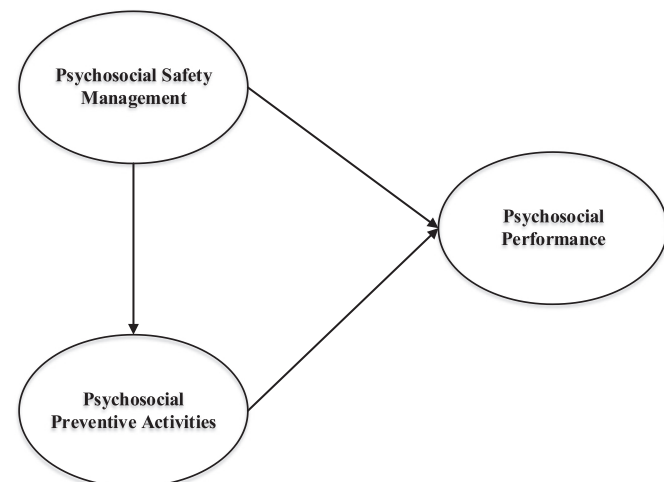 Psychosocial Safety
Management
Psychosocial
Performance
Psychosocial
Preventive Activities